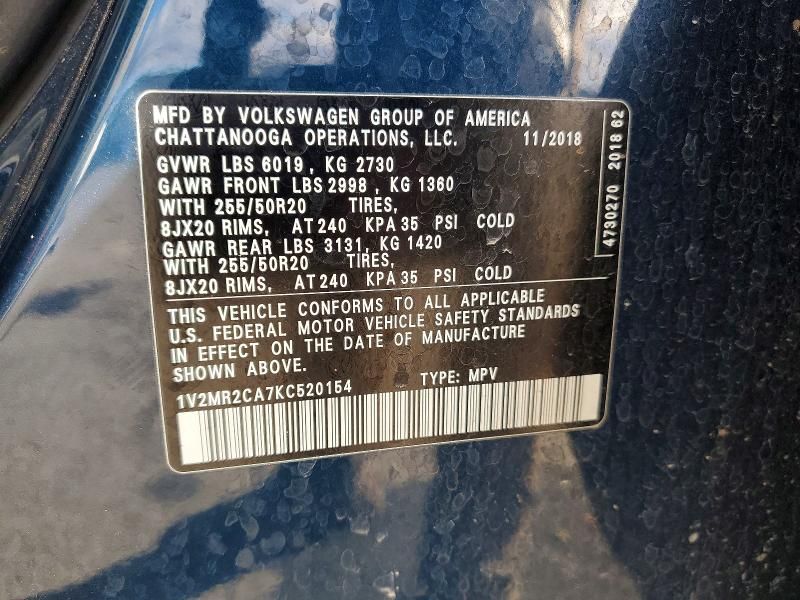 MFD BY VOLKSWAGEN GROUP OF AMERICA
CHATTANOOGA OPERATIONS, LLC. 11/2018
GVWR LBS 6019, KG 2730
GAWR FRONT LBS 2998, KG 1360
WITH 255/50R20 TIRES,
8JX20 RIMS, AT 240 KPA 35 PSI COLD
GAWR REAR LBS 3131, KG 1420
WITH 255/50R20 TIRES,
8JX20 RIMS, AT 240 KPA 35 PSI COLD
THIS VEHICLE CONFORMS TO ALL APPLICABLE
U.S. FEDERAL MOTOR VEHICLE SAFETY STANDARDS
IN EFFECT ON THE DATE OF MANUFACTURE
SHOWN ABOVE.
1V2MR2CA7KC520154 TYPE: MPV
4730270 2018 62